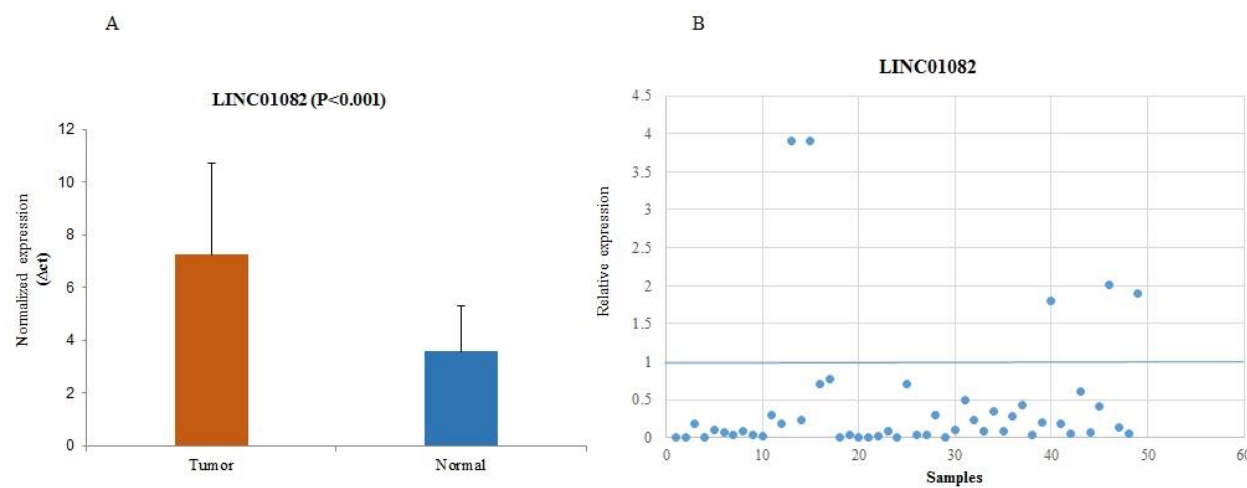 A
LINC01082 (P<0.001)
Normalized expression
(Δct)
12
10
8
6
4
2
0
Tumor
Normal
B
LINC01082
Relative expression
4.5
4
3.5
3
2.5
2
1.5
1
0.5
0
0
10
20
30
40
50
60
Samples